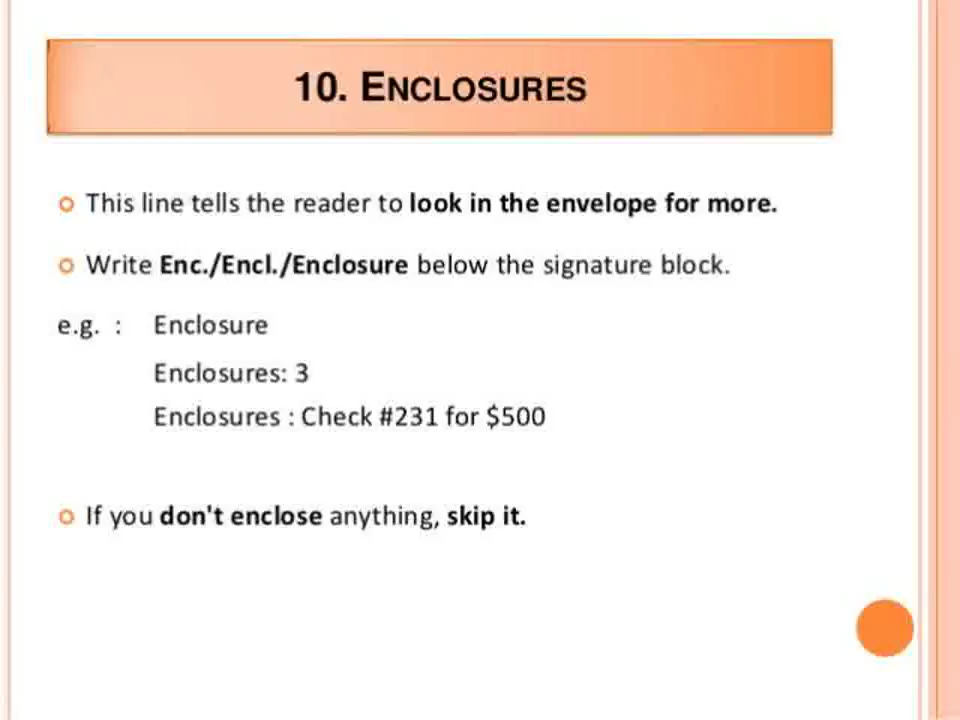 10. ENCLOSURES
This line tells the reader to look in the envelope for more.
Write Enc./Encl./Enclosure below the signature block.
e.g. : Enclosure
Enclosures: 3
Enclosures : Check #231 for $500
If you don't enclose anything, skip it.